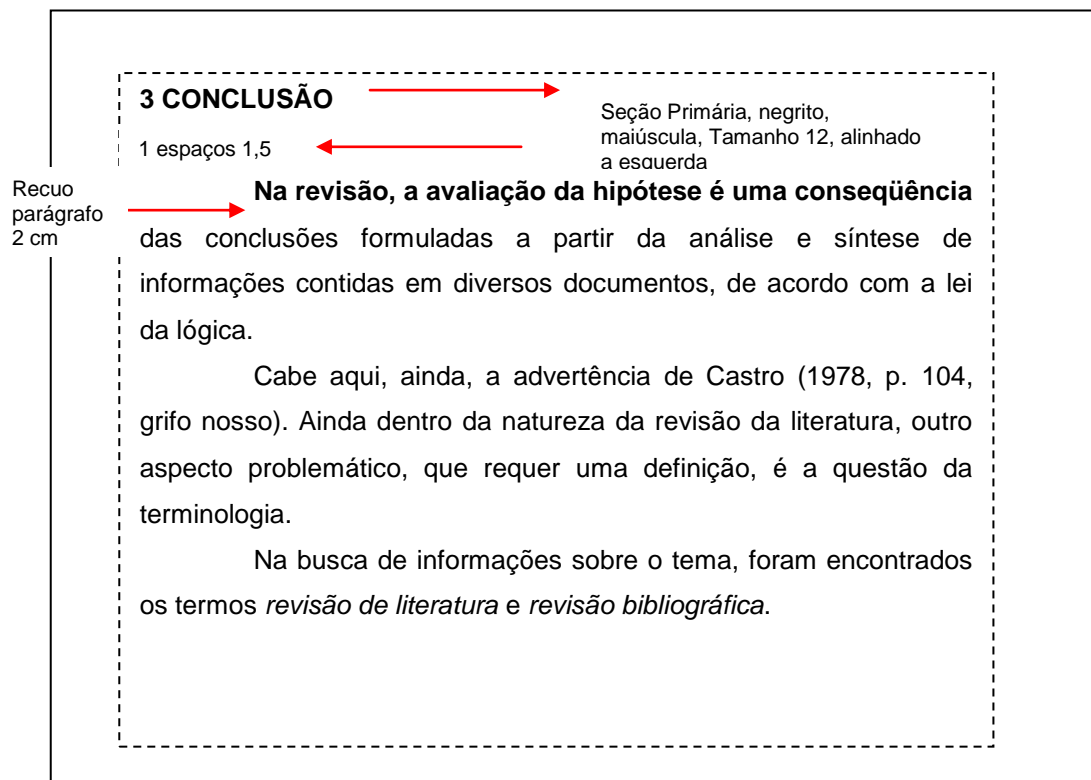 3 CONCLUSÃO
Seção Primária, negrito,
maiúscula, Tamanho 12, alinhado
a esquerda
1 espaços 1,5
Recuo
parágrafo
2 cm
Na revisão, a avaliação da hipótese é uma conseqüência
das conclusões formuladas a partir da análise e síntese de
informações contidas em diversos documentos, de acordo com a lei
da lógica.
Cabe aqui, ainda, a advertência de Castro (1978, p. 104,
grifo nosso). Ainda dentro da natureza da revisão da literatura, outro
aspecto problemático, que requer uma definição, é a questão da
terminologia.
Na busca de informações sobre o tema, foram encontrados
os termos revisão de literatura e revisão bibliográfica.